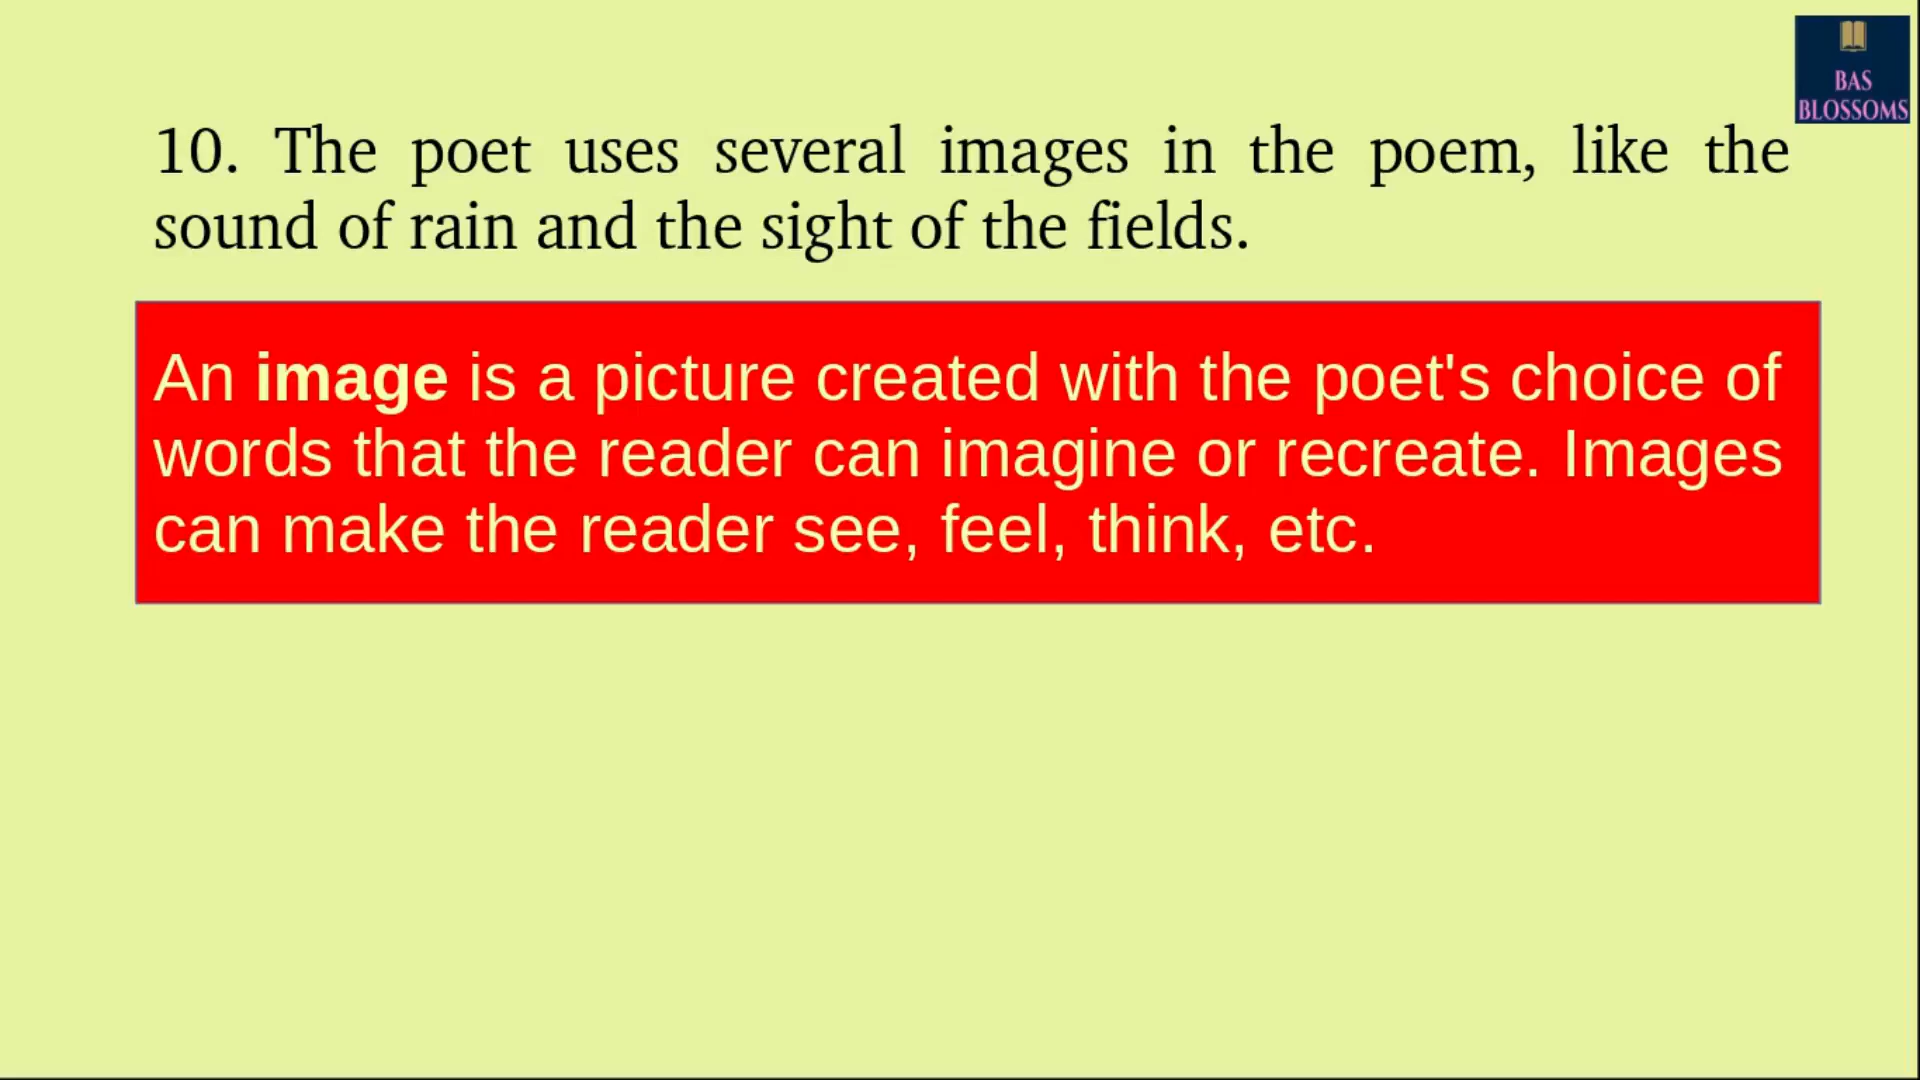 BAS
BLOSSOMS
10. The poet uses several images in the poem, like the
sound of rain and the sight of the fields.
An image is a picture created with the poet's choice of
words that the reader can imagine or recreate. Images
can make the reader see, feel, think, etc.